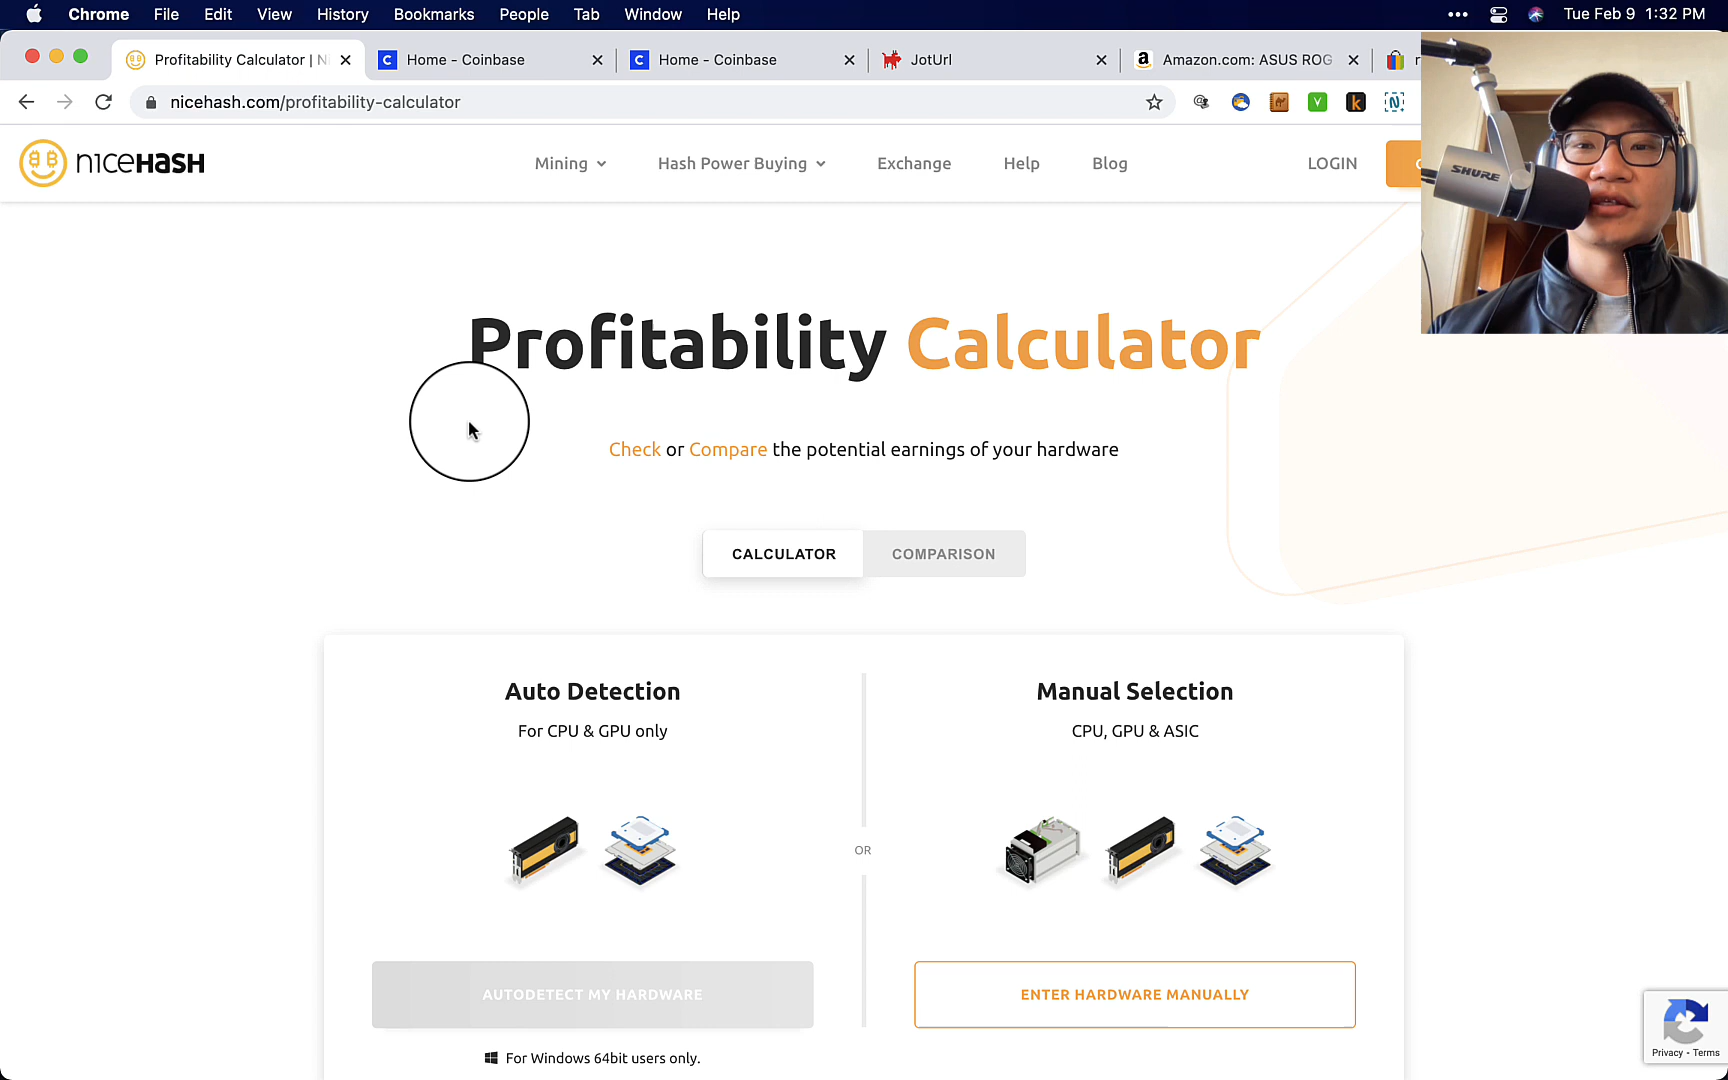 Chrome File Edit View History Bookmarks People Tab Window Help
Tue Feb 9 1:32 PM
Profitability Calculator | Ni
Home - Coinbase
Home - Coinbase
JotUrl
Amazon.com: ASUS ROG
nicehash.com/profitability-calculator
nicehash
Mining
Hash Power Buying
Exchange
Help
Blog
LOGIN
SHURE
Profitability Calculator
Check or Compare the potential earnings of your hardware
CALCULATOR
COMPARISON
Auto Detection
For CPU & GPU only
OR
Manual Selection
CPU, GPU & ASIC
AUTODETECT MY HARDWARE
ENTER HARDWARE MANUALLY
For Windows 64bit users only.
Privacy - Terms